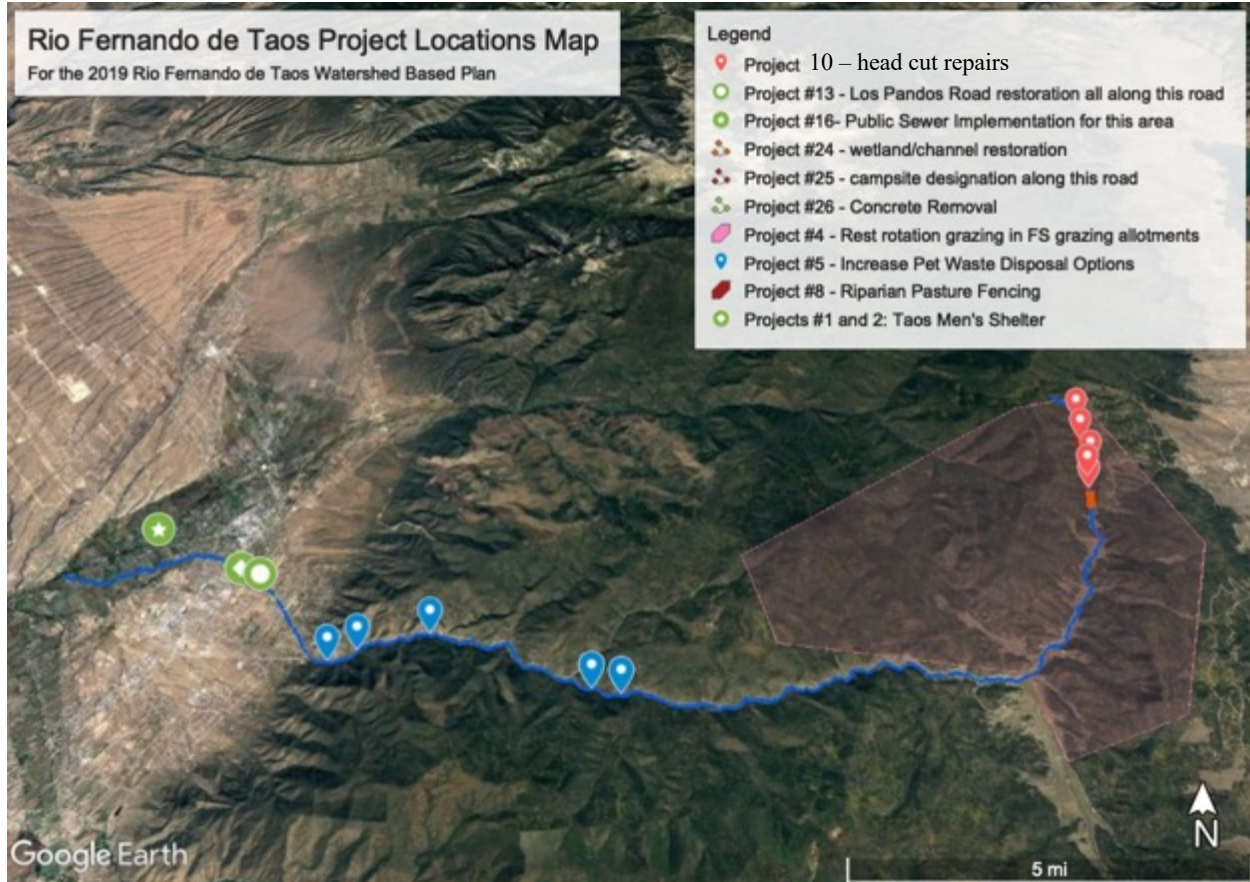 Rio Fernando de Taos Project Locations Map
For the 2019 Rio Fernando de Taos Watershed Based Plan
Legend
Project 10 – head cut repairs
Project #13 - Los Pandos Road restoration all along this road
Project #16- Public Sewer Implementation for this area
Project #24 - wetland/channel restoration
Project #25 - campsite designation along this road
Project #26 - Concrete Removal
Project #4 - Rest rotation grazing in FS grazing allotments
Project #5 - Increase Pet Waste Disposal Options
Project #8 - Riparian Pasture Fencing
Projects #1 and 2: Taos Men's Shelter
N
Google Earth
5 mi